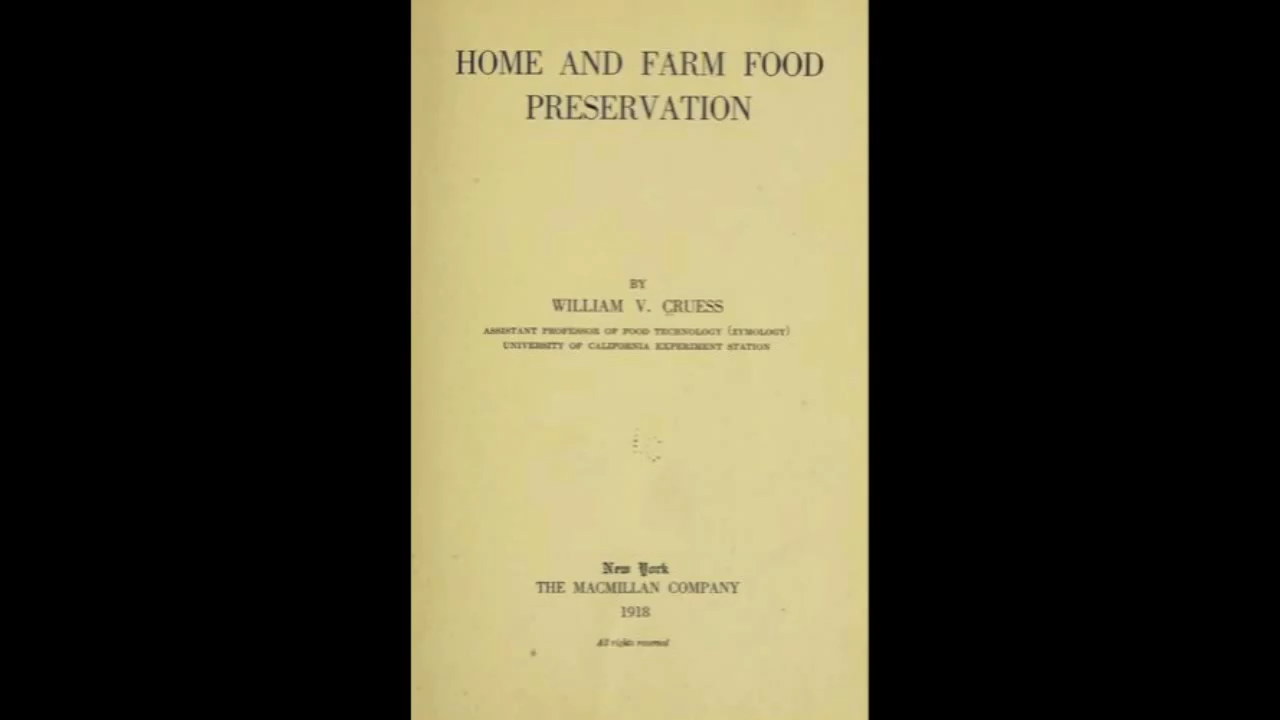 HOME AND FARM FOOD
PRESERVATION
BY
WILLIAM V. CRUESS
ASSISTANT PROFESSOR OF FOOD TECHNOLOGY (ZYMOLOGY)
UNIVERSITY OF CALIFORNIA EXPERIMENT STATION
New York
THE MACMILLAN COMPANY
1918
All rights reserved